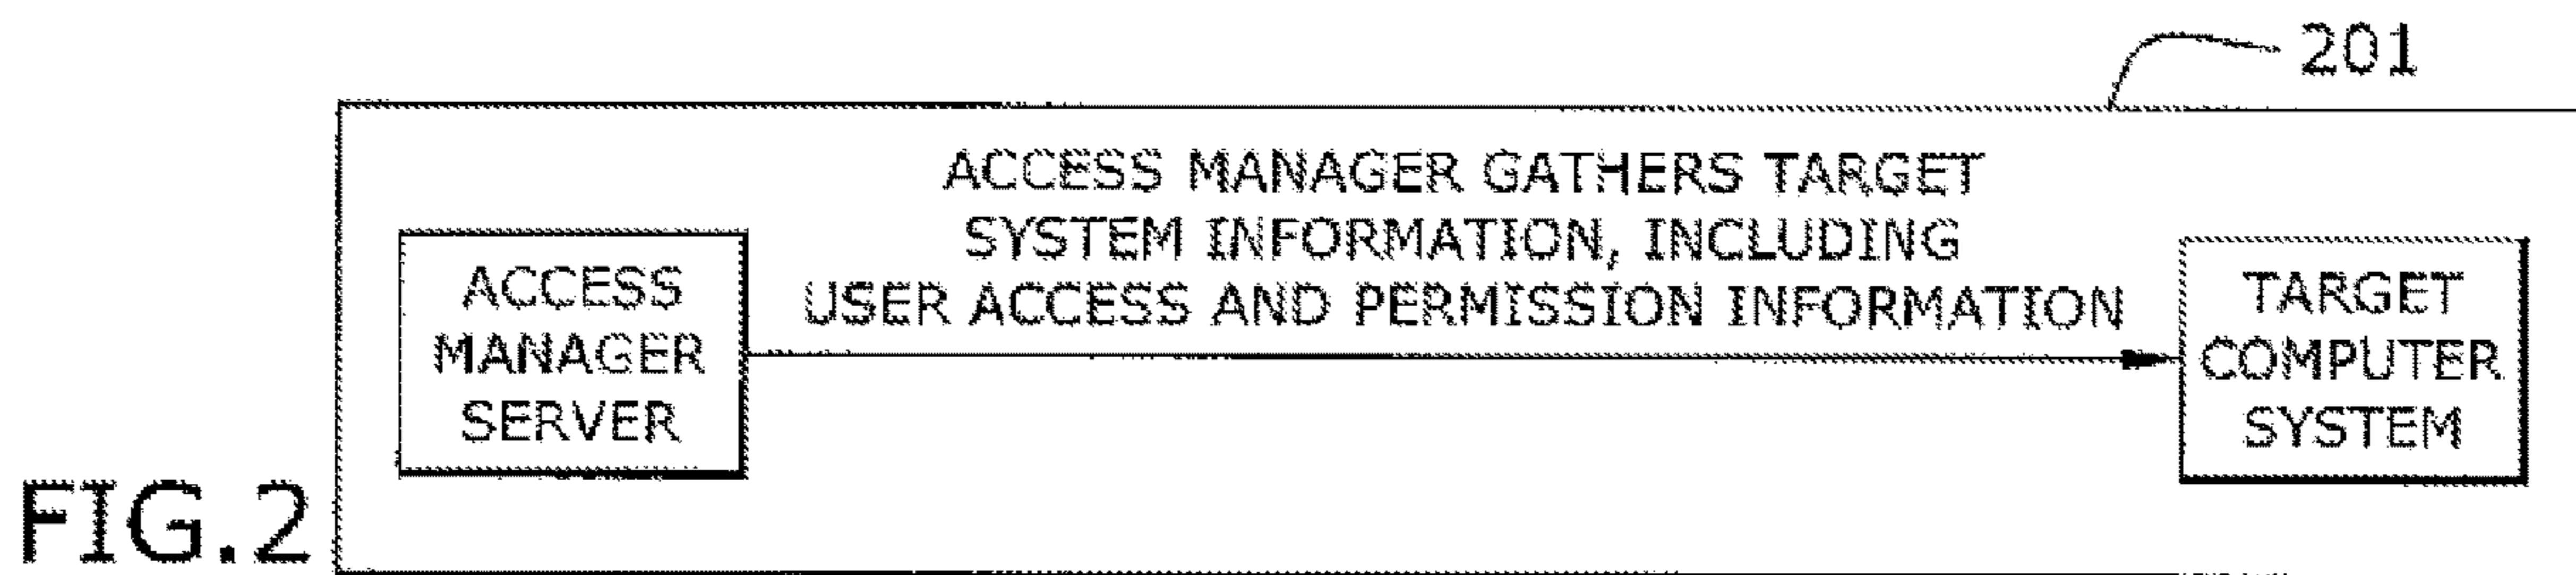 201
ACCESS MANAGER GATHERS TARGET
SYSTEM INFORMATION, INCLUDING
USER ACCESS AND PERMISSION INFORMATION
ACCESS
MANAGER
SERVER
TARGET
COMPUTER
SYSTEM
FIG.2